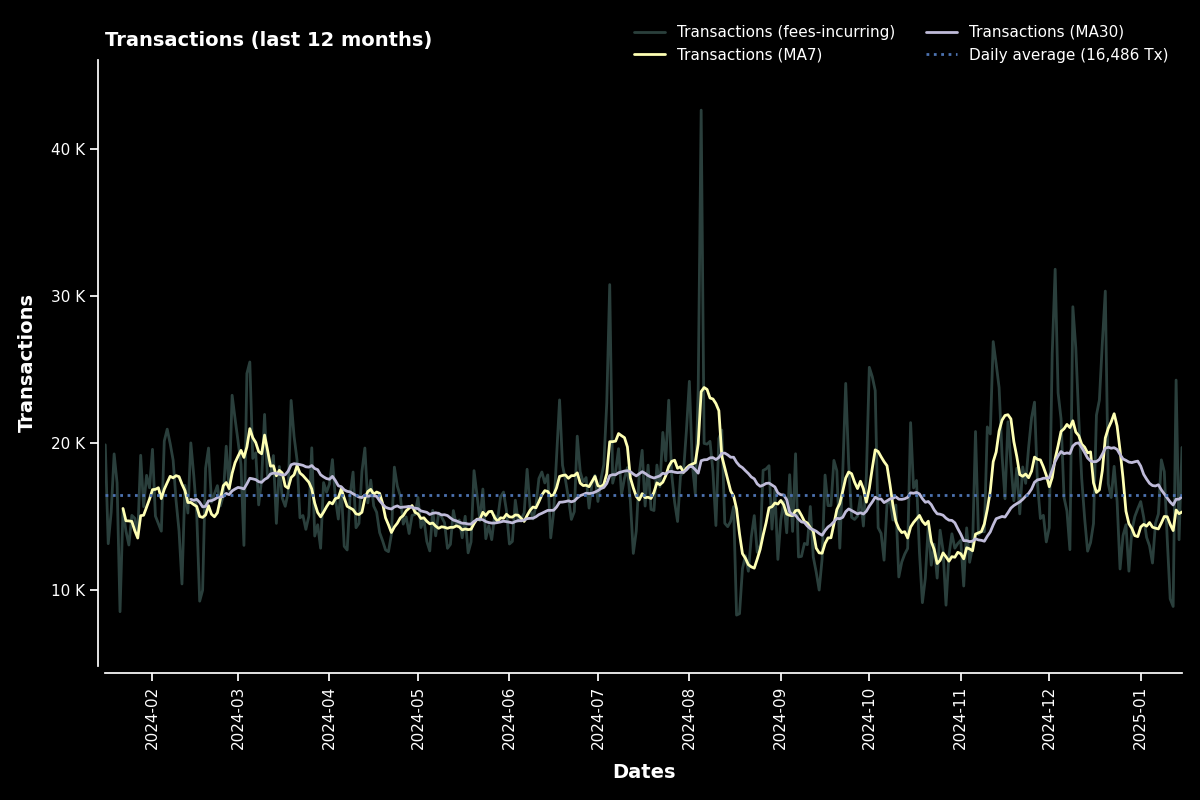 Transactions (last 12 months)
Transactions (fees-incurring)
Transactions (MA7)
Transactions (MA30)
Daily average (16,486 Tx)
Transactions
40 K
30 K
20 K
10 K
2024-02
2024-03
2024-04
2024-05
2024-06
2024-07
2024-08
2024-09
2024-10
2024-11
2024-12
2025-01
Dates